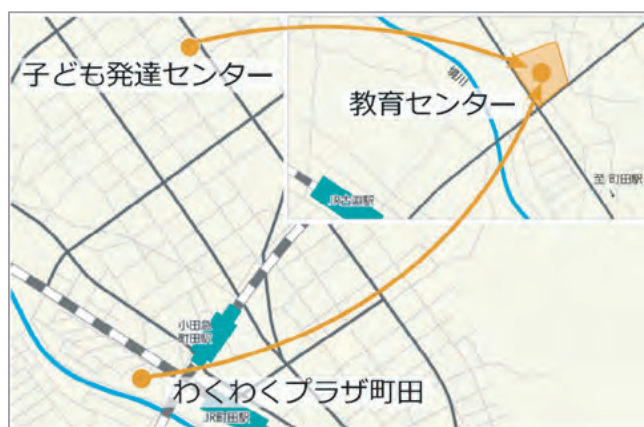 子ども発達センター
境川
教育センター
至 町田駅
JR古淵駅
小田急
町田駅
わくわくプラザ町田
JR町田駅